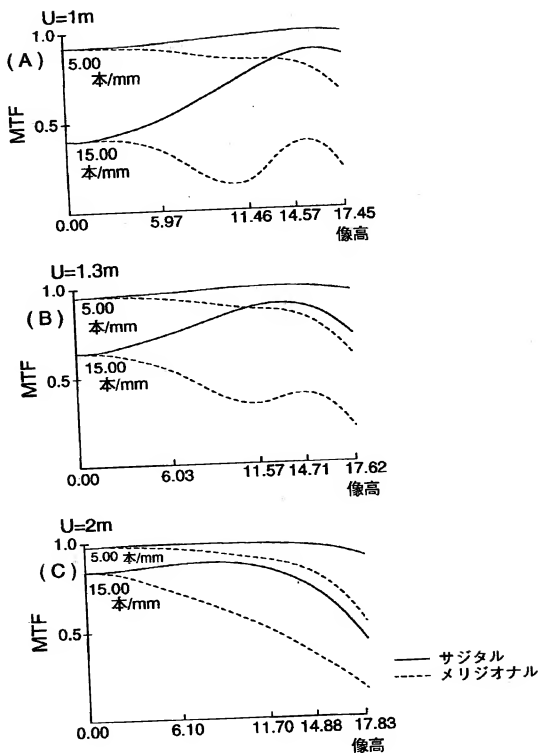 U=1m
(A)
MTF
1.0
0.5
5.00
本/mm
15.00
本/mm
0.00 5.97 11.46 14.57 17.45
像高
U=1.3m
(B)
MTF
1.0
0.5
5.00
本/mm
15.00
本/mm
0.00 6.03 11.57 14.71 17.62
像高
U=2m
(C)
MTF
1.0
0.5
5.00 本/mm
15.00
本/mm
0.00 6.10 11.70 14.88 17.83
像高
サジタル
メリジオナル